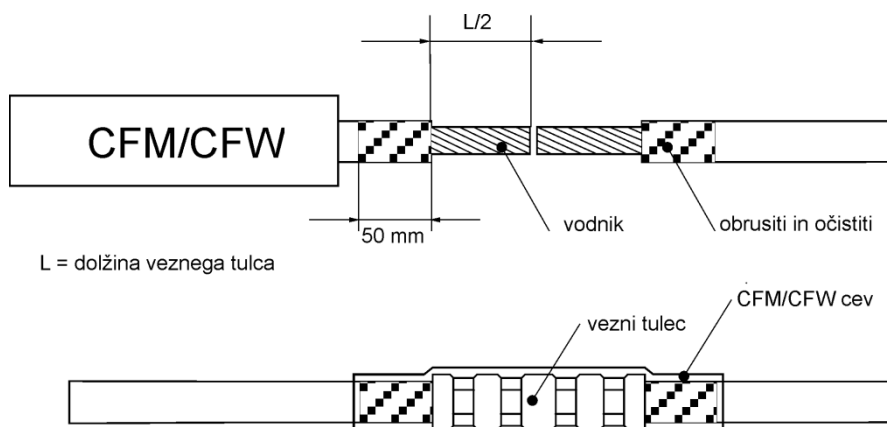 L/2
CFM/CFW
50 mm
vodnik
obrusiti in očistiti
L = dolžina veznega tulca
CFM/CFW cev
vezni tulec